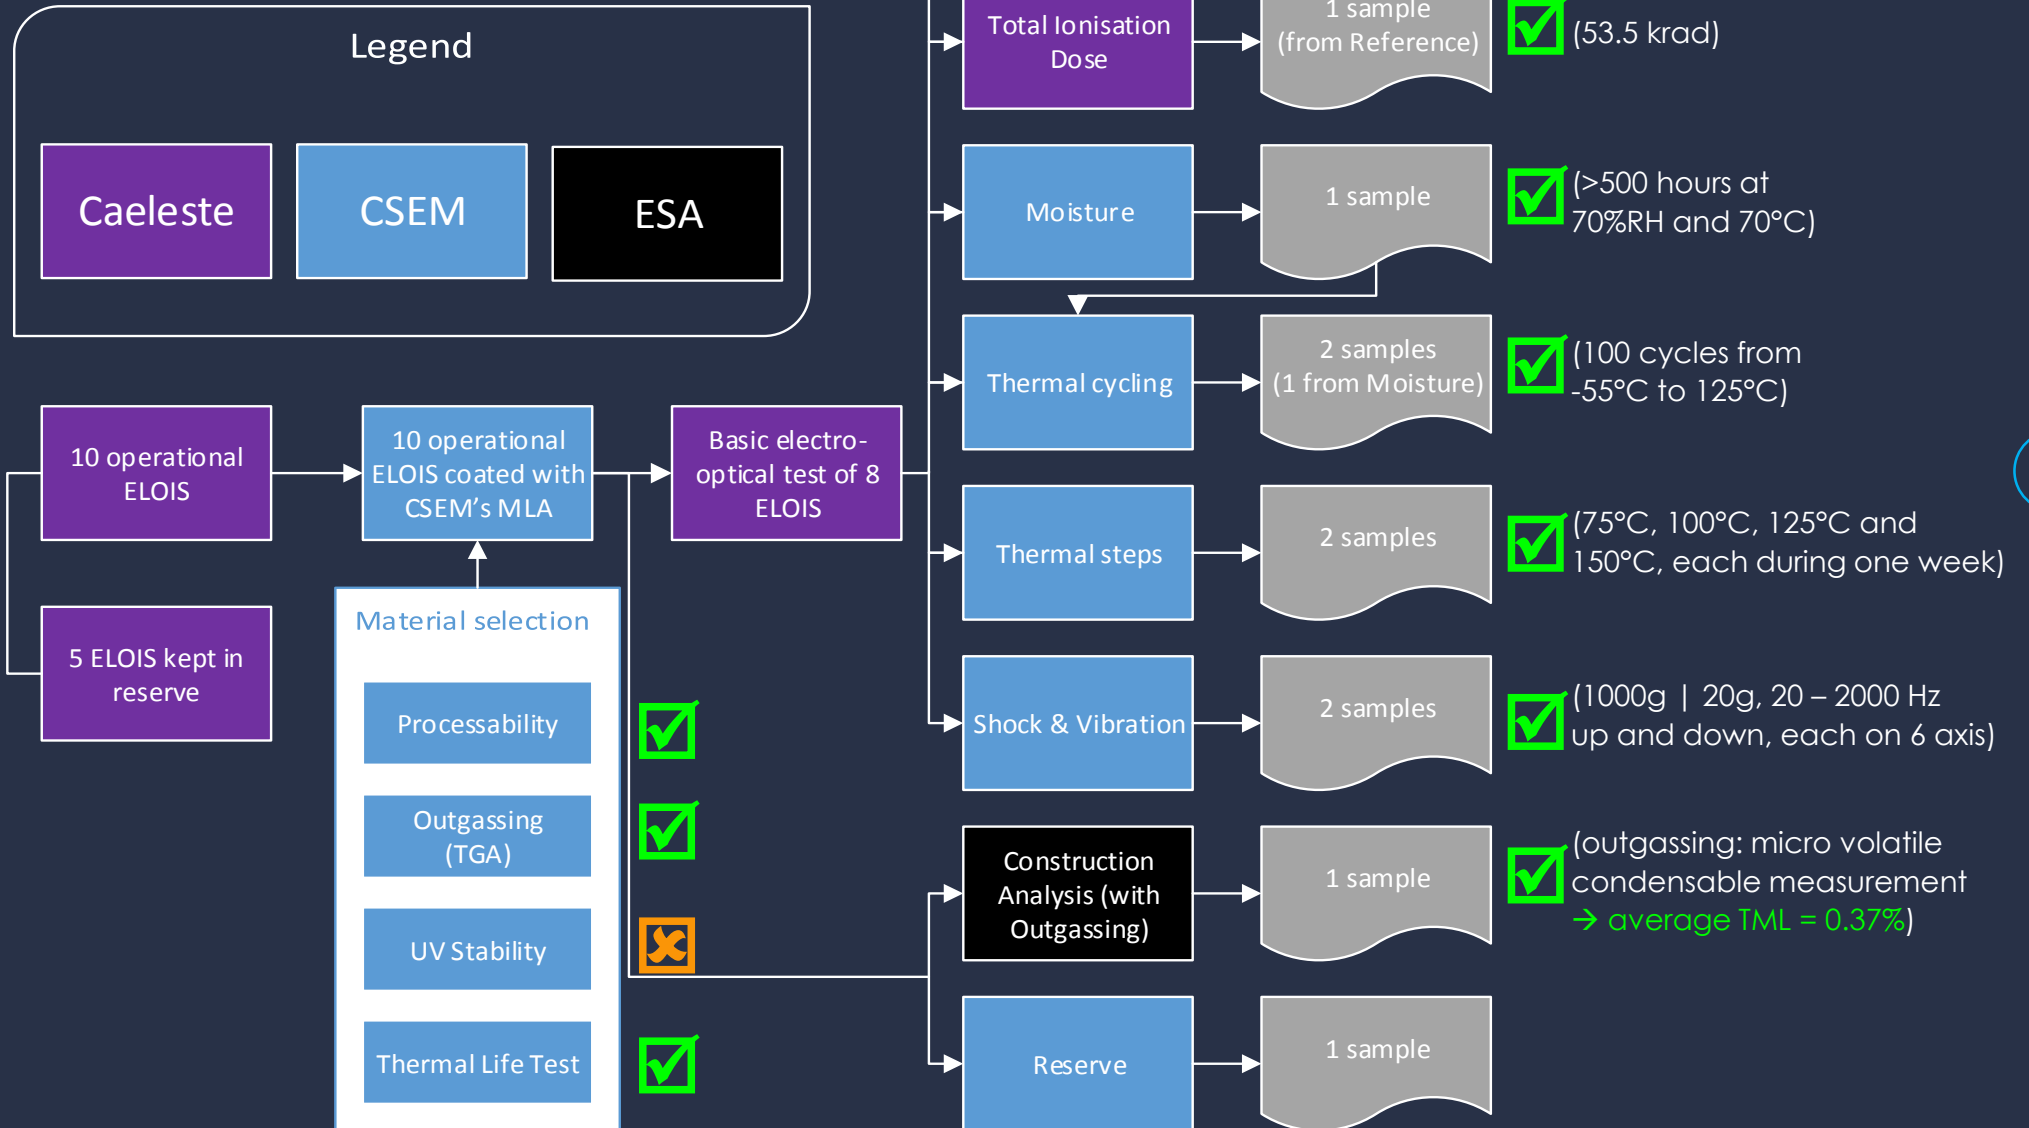 Legend
Caeleste
CSEM
ESA
10 operational
ELOIS
5 ELOIS kept in
reserve
10 operational
ELOIS coated with
CSEM's MLA
Material selection
Processability
Outgassing
(TGA)
UV Stability
Thermal Life Test
Basic electro-
optical test of 8
ELOIS
Total Ionisation
Dose
1 sample
(from Reference)
(53.5 krad)
Moisture
1 sample
(>500 hours at
70%RH and 70°C)
Thermal cycling
2 samples
(1 from Moisture)
(100 cycles from
-55°C to 125°C)
Thermal steps
2 samples
(75°C, 100°C, 125°C and
150°C, each during one week)
Shock & Vibration
2 samples
(1000g | 20g, 20 – 2000 Hz
up and down, each on 6 axis)
Construction
Analysis (with
Outgassing)
1 sample
(outgassing: micro volatile
condensable measurement
→ average TML = 0.37%)
Reserve
1 sample